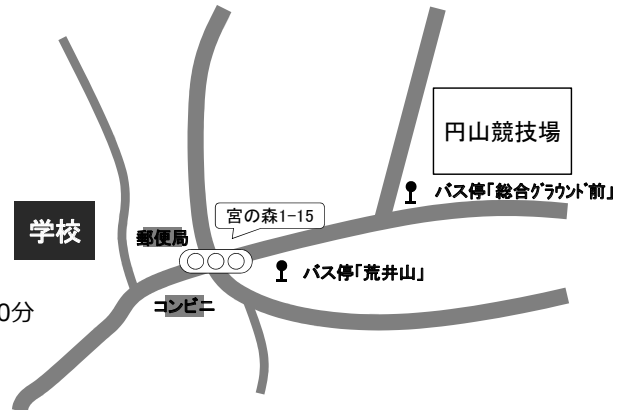 円山競技場
バス停「総合グラウンド前」
宮の森1-15
学校
郵便局
バス停「荒井山」
0分
コンビニ